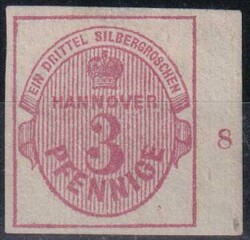 EIN DRITTEL SILBERGROSCHEN
HANNOVER
3
PFENNIGE
8